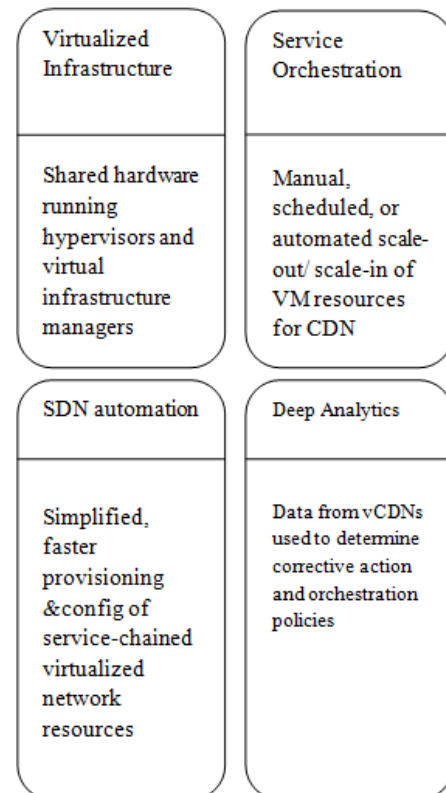 Virtualized
Infrastructure
Shared hardware
running
hypervisors and
virtual
infrastructure
managers
Service
Orchestration
Manual,
scheduled, or
automated scale-
out/ scale-in of
VM resources
for CDN
SDN automation
Simplified,
faster
provisioning
&config of
service-chained
virtualized
network
resources
Deep Analytics
Data from vCDNs
used to determine
corrective action
and orchestration
policies